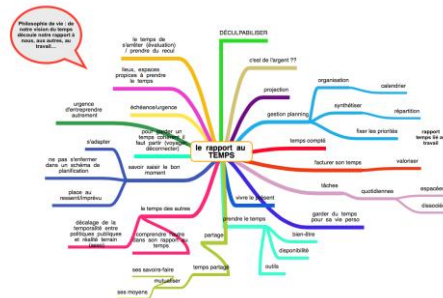 Philosophie de vie : de
notre vision du temps
découle notre rapport à
nous, aux autres, au
travail...
le temps de
s'arrêter (évaluation)
/ prendre du recul
lieux, espaces
propices à prendre
le temps
échéance/urgence
urgence
d'entreprendre
autrement
pour garder un
temps cohérent il
faut partir (voyage,
déconnecter)
s'adapter
ne pas s'enfermer
dans un schéma de
planification
place au
ressenti/imprévu
savoir saisir le bon
moment
le temps des autres
décalage de la
temporalité entre
politiques publiques
et réalité terrain
comprendre l'autre
dans son rapport au
temps
partage
temps partagé
ses savoirs-faire
mutualiser
ses moyens
le rapport au
TEMPS
DÉCULPABILISER
c'est de l'argent ??
projection
gestion planning
organisation
calendrier
synthétiser
répartition
fixer les priorités
temps compté
rapport
temps lié au
travail
facturer son temps
valoriser
tâches
quotidiennes
espacées
dissociées
garder du temps
pour sa vie perso
vivre le présent
prendre le temps
bien-être
disponibilité
outils